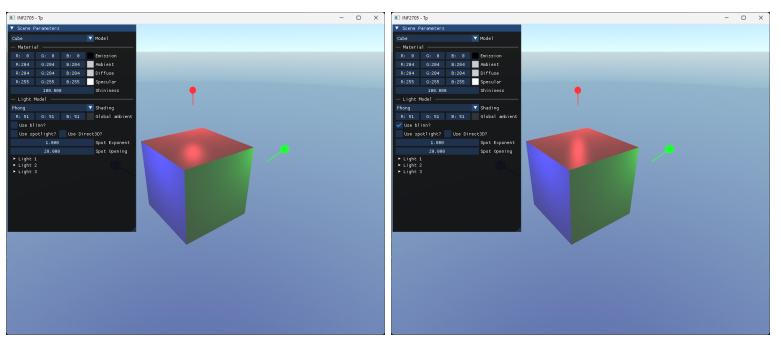 INF2705 - Tp
▼ Scene Parameters
Cube ▼ Model
Material
R: 0 G: 0 B: 0 Emission
R:204 G:204 B:204 Ambient
R:204 G:204 B:204 Diffuse
R:255 G:255 B:255 Specular
100.000 Shininess
Light Model
Phong ▼ Shading
R: 51 G: 51 B: 51 Global ambient
Use blinn?
Use spotlight? Use Direct3D?
1.000 Spot Exponent
20.000 Spot Opening
► Light 1
► Light 2
► Light 3
INF2705 - Tp
▼ Scene Parameters
Cube ▼ Model
Material
R: 0 G: 0 B: 0 Emission
R:204 G:204 B:204 Ambient
R:204 G:204 B:204 Diffuse
R:255 G:255 B:255 Specular
100.000 Shininess
Light Model
Phong ▼ Shading
R: 51 G: 51 B: 51 Global ambient
Use blinn?
Use spotlight? Use Direct3D?
1.000 Spot Exponent
20.000 Spot Opening
► Light 1
► Light 2
► Light 3